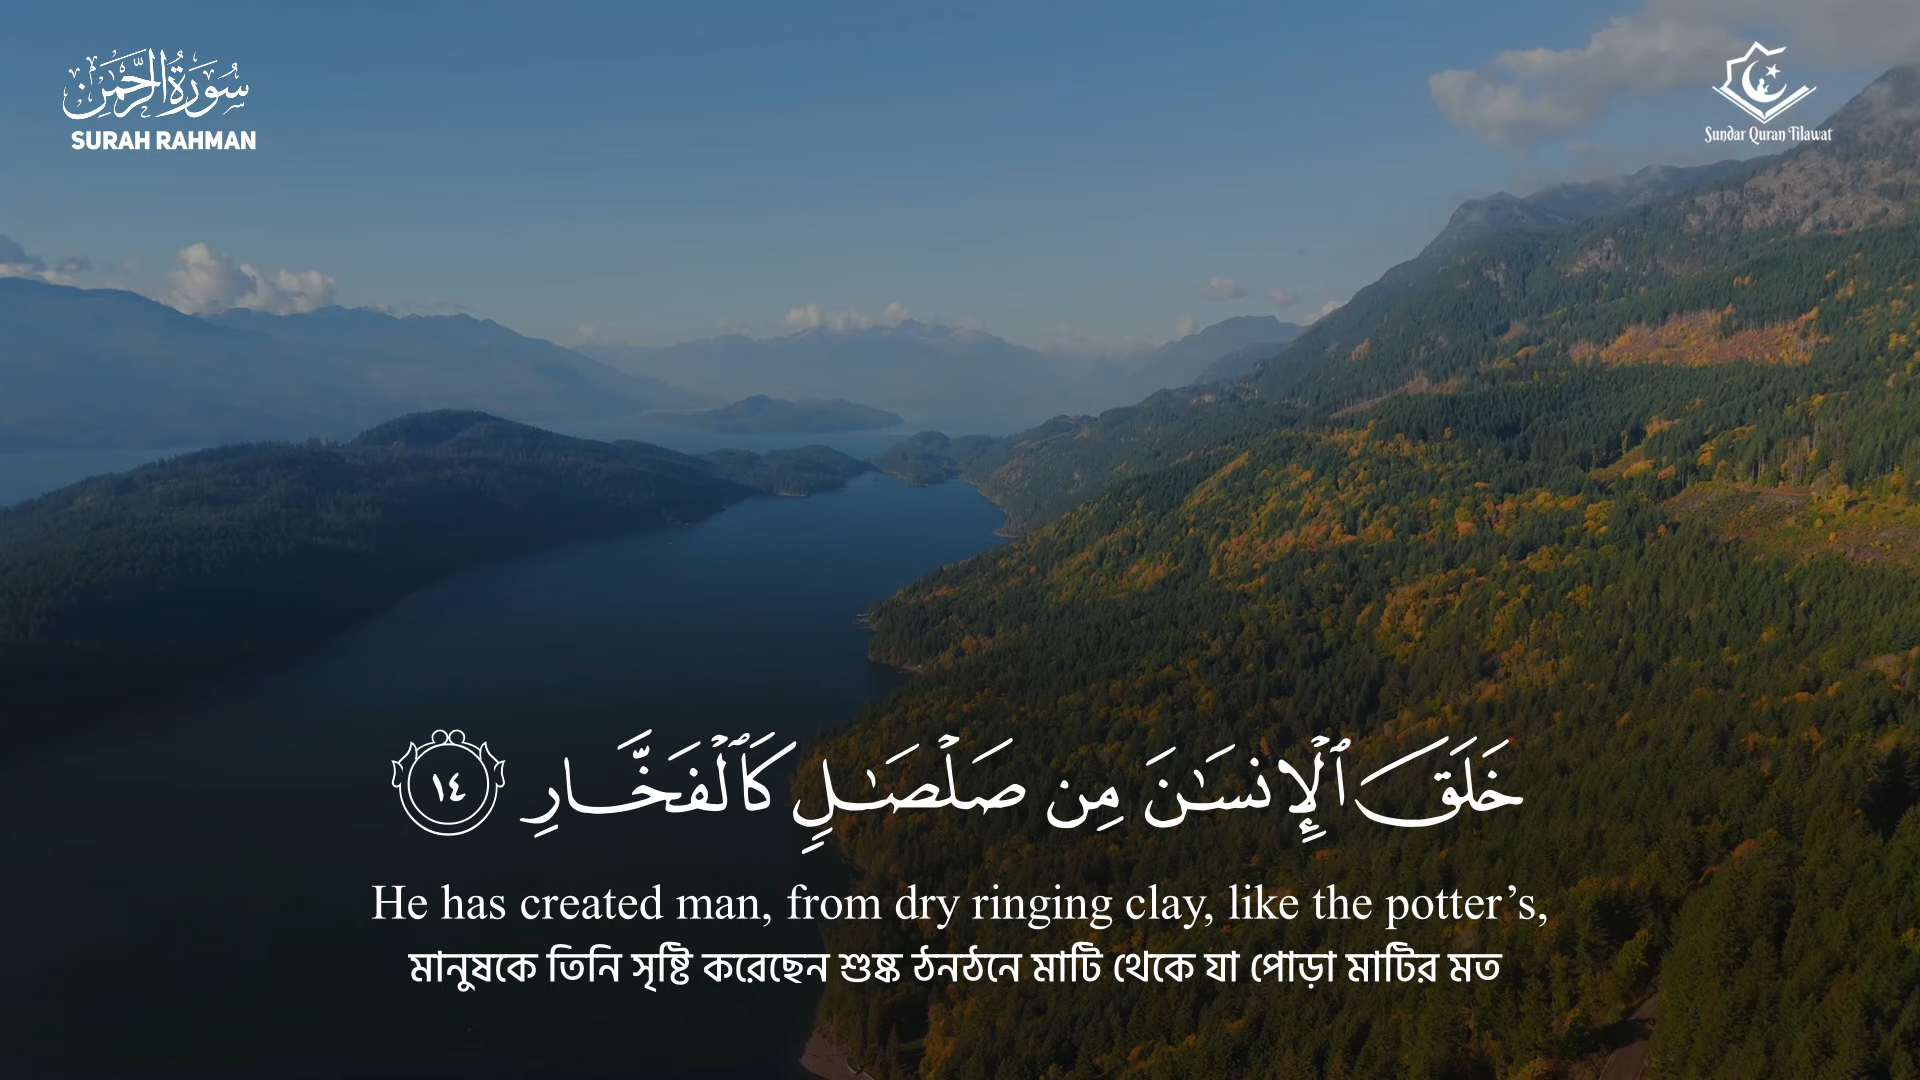 سُورَةُ الرَّحْمَٰن
SURAH RAHMAN
Sundar Quran Tilawat
خَلَقَ ٱلْإِنسَٰنَ مِن صَلْصَٰلٍ كَٱلْفَخَّارِ ١٤
He has created man, from dry ringing clay, like the potter’s,
মানুষকে তিনি সৃষ্টি করেছেন শুষ্ক ঠনঠনে মাটি থেকে যা পোড়া মাটির মত